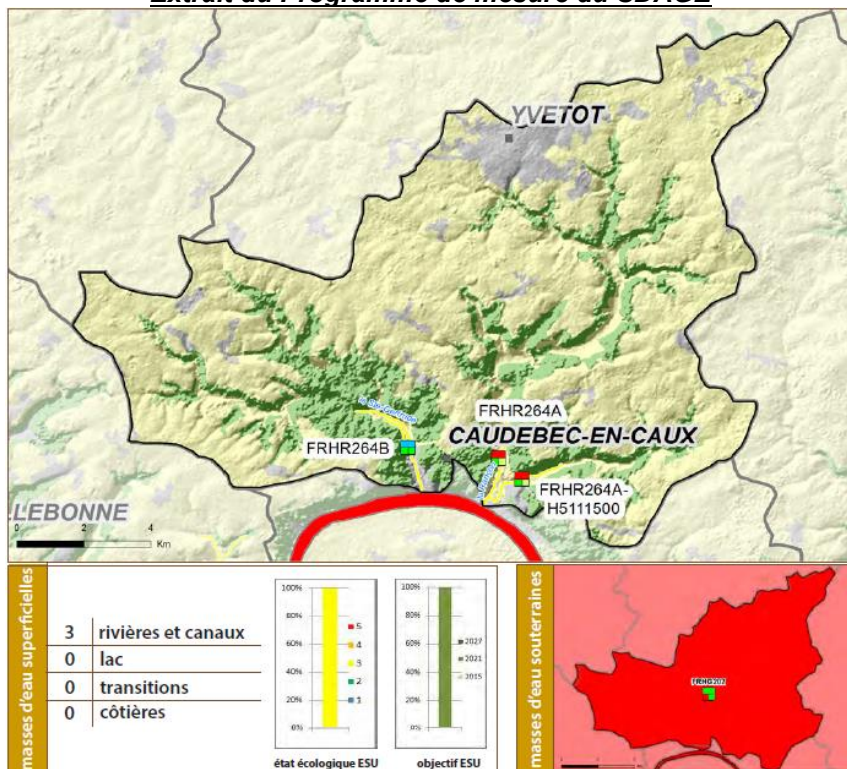 Extrait du Programme de mesure du SDAGE
YVETOT
FRHR264A
CAUDEBEC-EN-CAUX
FRHR264B
FRHR264A-
H5111500
LLEBONNE
0 2 4
Km
masses d'eau superficielles
3 rivières et canaux
0 lac
0 transitions
0 côtières
100%
80%
60%
40%
20%
0%
5
4
3
2
1
état écologique ESU
100%
80%
60%
40%
20%
0%
2027
2021
2015
objectif ESU
masses d'eau souterraines